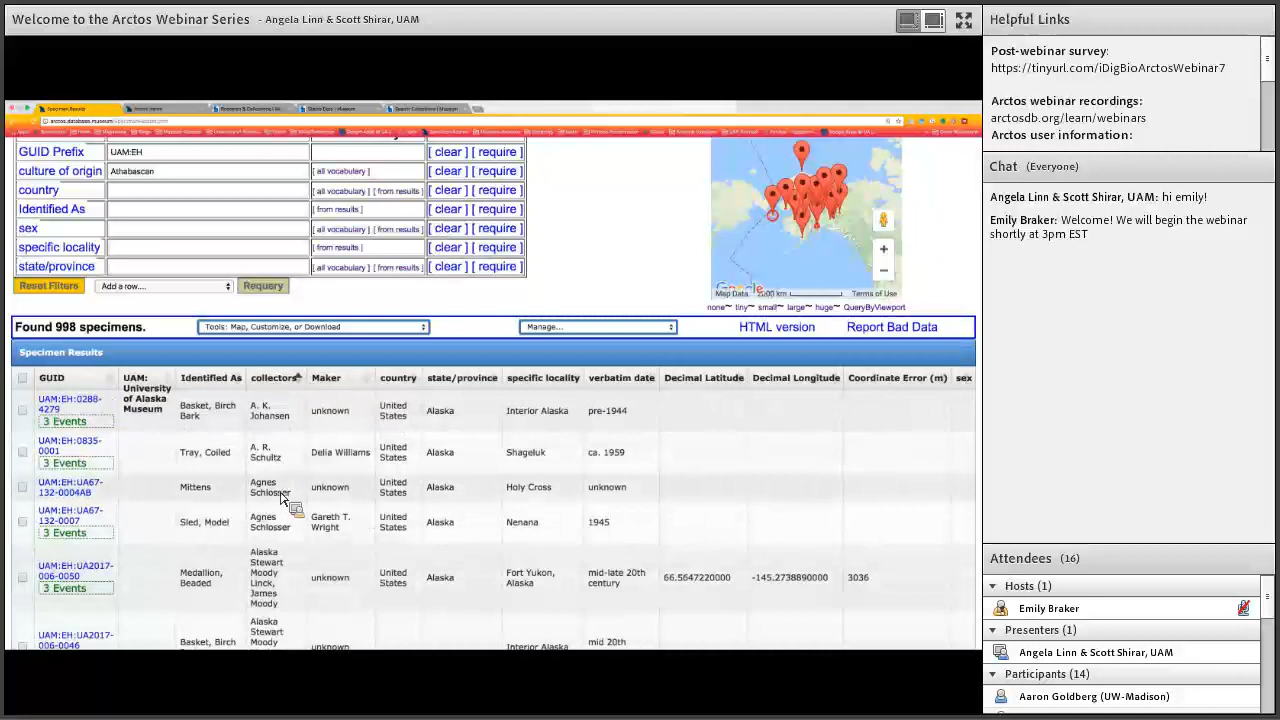 Welcome to the Arctos Webinar Series - Angela Linn & Scott Shirar, UAM
Helpful Links
Post-webinar survey:
https://tinyurl.com/iDigBioArctosWebinar7
Arctos webinar recordings:
arctosdb.org/learn/webinars
Arctos user information:
Chat (Everyone)
Angela Linn & Scott Shirar, UAM: hi emily!
Emily Braker: Welcome! We will begin the webinar
shortly at 3pm EST
Attendees (16)
Hosts (1)
Emily Braker
Presenters (1)
Angela Linn & Scott Shirar, UAM
Participants (14)
Aaron Goldberg (UW-Madison)
GUID Prefix UAM:EH [ clear ] [ require ]
culture of origin Athabascan [ all vocabulary ] [ clear ] [ require ]
country [ all vocabulary ] [ from results ] [ clear ] [ require ]
Identified As [ from results ] [ clear ] [ require ]
sex [ all vocabulary ] [ from results ] [ clear ] [ require ]
specific locality [ from results ] [ clear ] [ require ]
state/province [ all vocabulary ] [ from results ] [ clear ] [ require ]
Reset Filters Add a row.... Requery
Google Map Data Terms of Use
none~ tiny~ small~ large~ huge~ QueryByViewport
Found 998 specimens. Tools: Map, Customize, or Download Manage... HTML version Report Bad Data
Specimen Results
GUID UAM: University of Alaska Museum Identified As collectors Maker country state/province specific locality verbatim date Decimal Latitude Decimal Longitude Coordinate Error (m) sex
UAM:EH:0288-4279 3 Events Basket, Birch Bark A. K. Johansen unknown United States Alaska Interior Alaska pre-1944
UAM:EH:0835-0001 3 Events Tray, Coiled A. R. Schultz Delia Williams United States Alaska Shageluk ca. 1959
UAM:EH:UA67-132-0004AB Mittens Agnes Schlosser unknown United States Alaska Holy Cross unknown
UAM:EH:UA67-132-0007 3 Events Sled, Model Agnes Schlosser Gareth T. Wright United States Alaska Nenana 1945
UAM:EH:UA2017-006-0050 3 Events Medallion, Beaded Alaska Stewart Moody Linck, James Moody unknown United States Alaska Fort Yukon, Alaska mid-late 20th century 66.5647220000 -145.2738890000 3036
UAM:EH:UA2017-006-0046 Basket, Birch Alaska Stewart Moody unknown Interior Alaska mid 20th